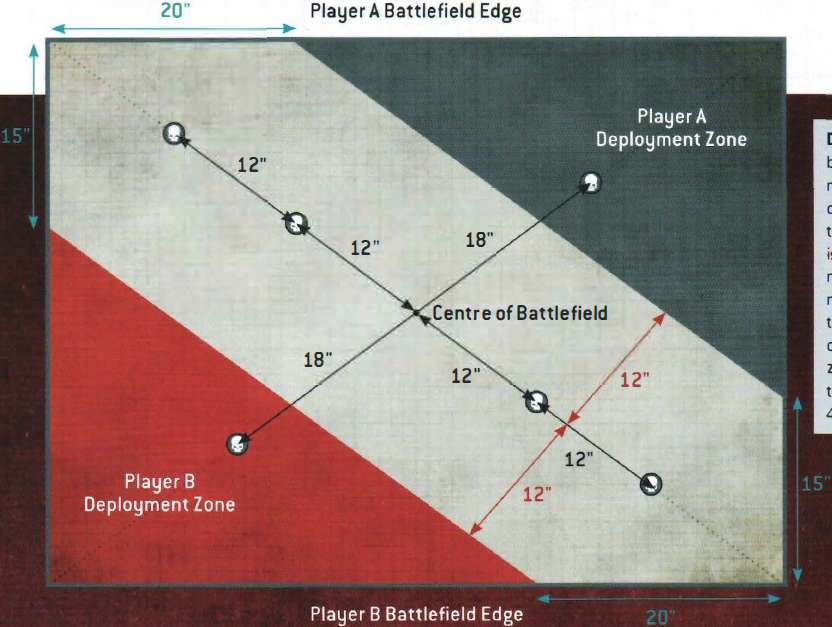 20"
Player A Battlefield Edge
15"
Player A
Deployment Zone
12"
12"
18"
Centre of Battlefield
18"
12"
12"
12"
12"
Player B
Deployment Zone
15"
Player B Battlefield Edge
20"